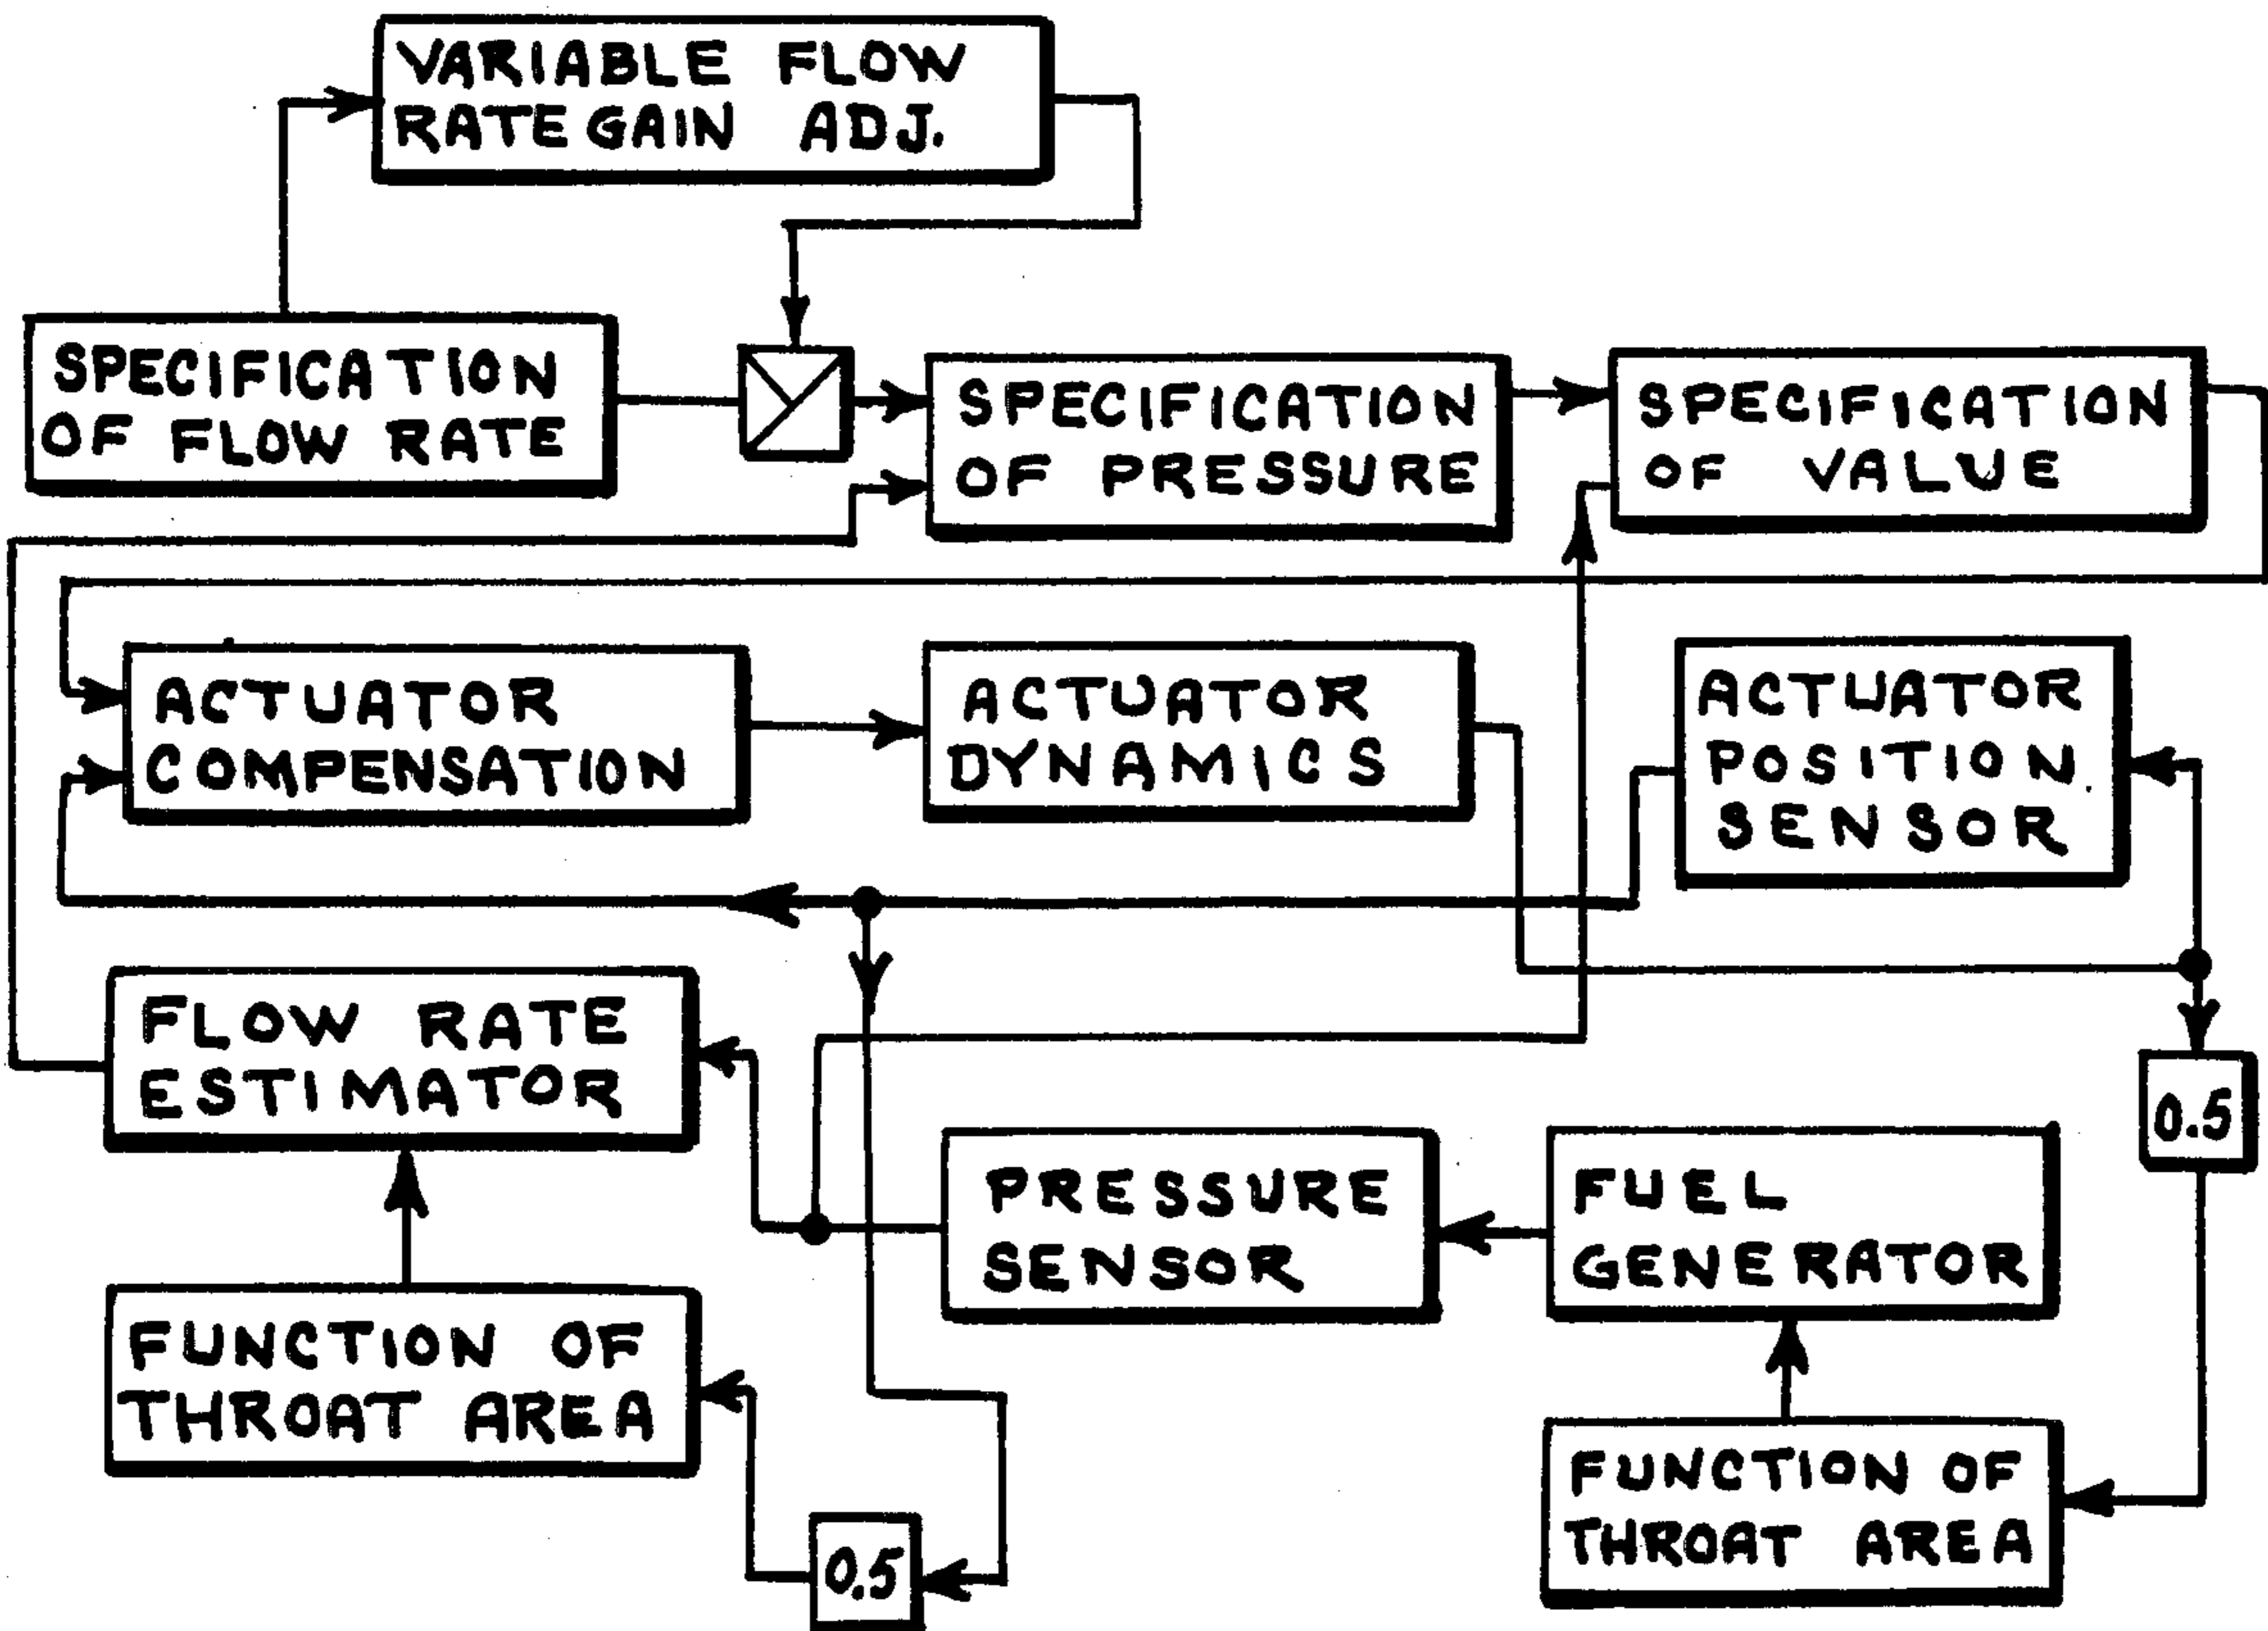 VARIABLE FLOW
RATE GAIN ADJ.
SPECIFICATION
OF FLOW RATE
SPECIFICATION
OF PRESSURE
SPECIFICATION
OF VALUE
ACTUATOR
COMPENSATION
ACTUATOR
DYNAMICS
ACTUATOR
POSITION
SENSOR
FLOW RATE
ESTIMATOR
0.5
PRESSURE
SENSOR
FUEL
GENERATOR
FUNCTION OF
THROAT AREA
FUNCTION OF
THROAT AREA
0.5